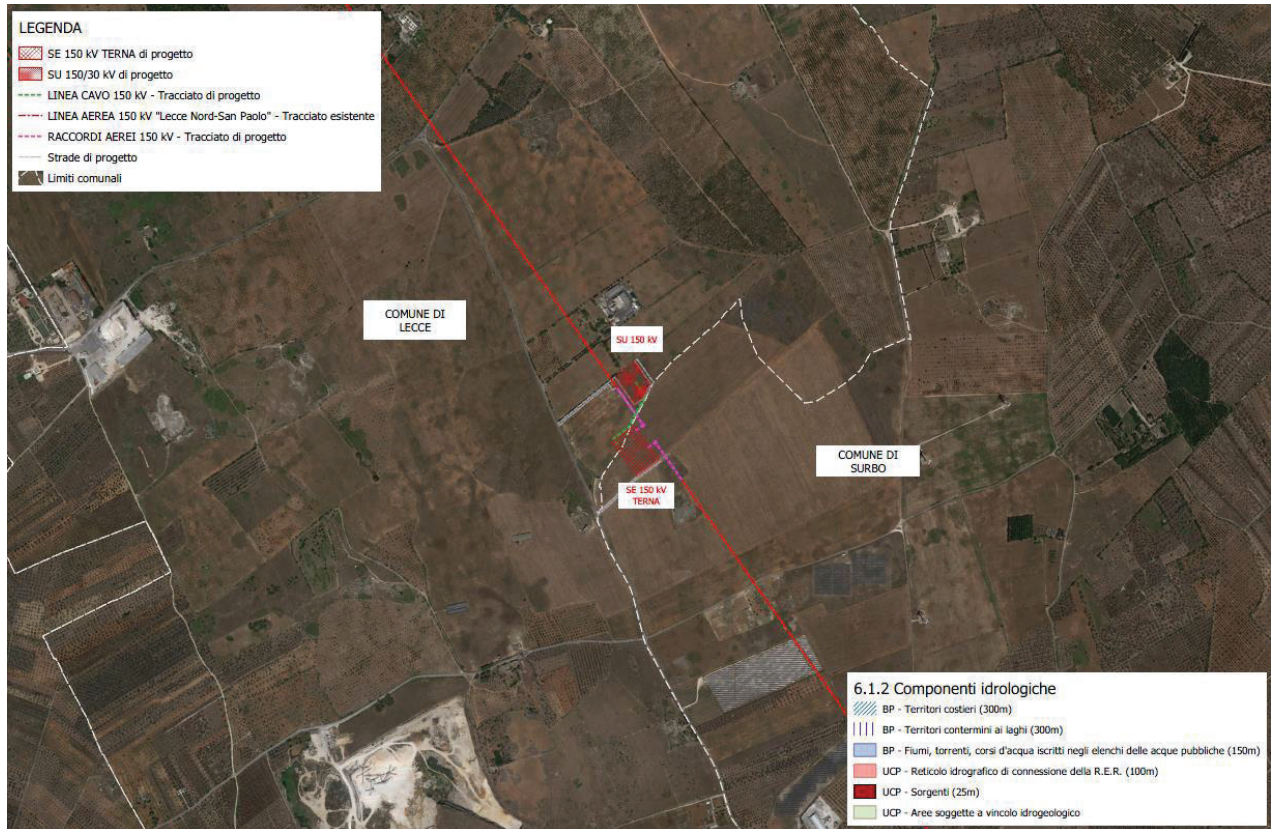 LEGENDA
SE 150 kV TERNA di progetto
SU 150/30 kV di progetto
LINEA CAVO 150 kV - Tracciato di progetto
LINEA AEREA 150 kV "Lecce Nord-San Paolo" - Tracciato esistente
RACCORDI AEREI 150 kV - Tracciato di progetto
Strade di progetto
Limiti comunali
COMUNE DI
LECCE
SU 150 kV
COMUNE DI
SURBO
SE 150 kV
TERNA
6.1.2 Componenti idrologiche
BP - Territori costieri (300m)
BP - Territori contermini ai laghi (300m)
BP - Fiumi, torrenti, corsi d'acqua iscritti negli elenchi delle acque pubbliche (150m)
UCP - Reticolo idrografico di connessione della R.E.R. (100m)
UCP - Sorgenti (25m)
UCP - Aree soggette a vincolo idrogeologico